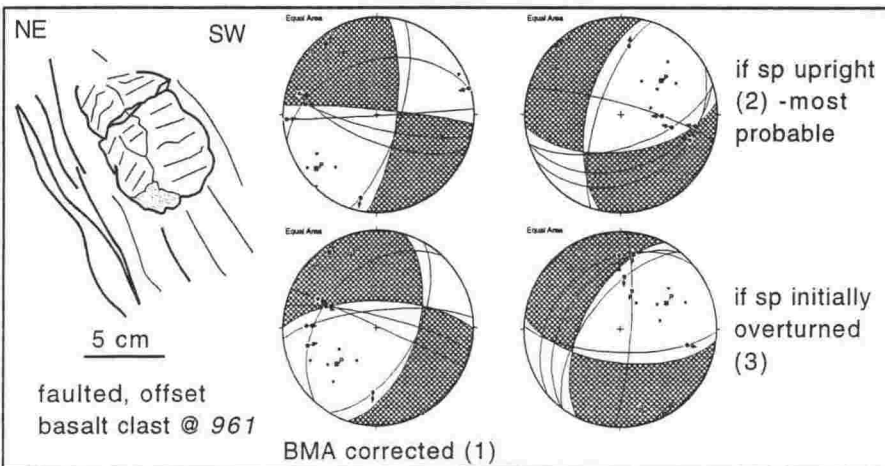 NE
SW
5 cm
faulted, offset
basalt clast @ 961
Equal Area
Equal Area
Equal Area
Equal Area
BMA corrected (1)
if sp upright
(2) -most
probable
if sp initially
overturned
(3)